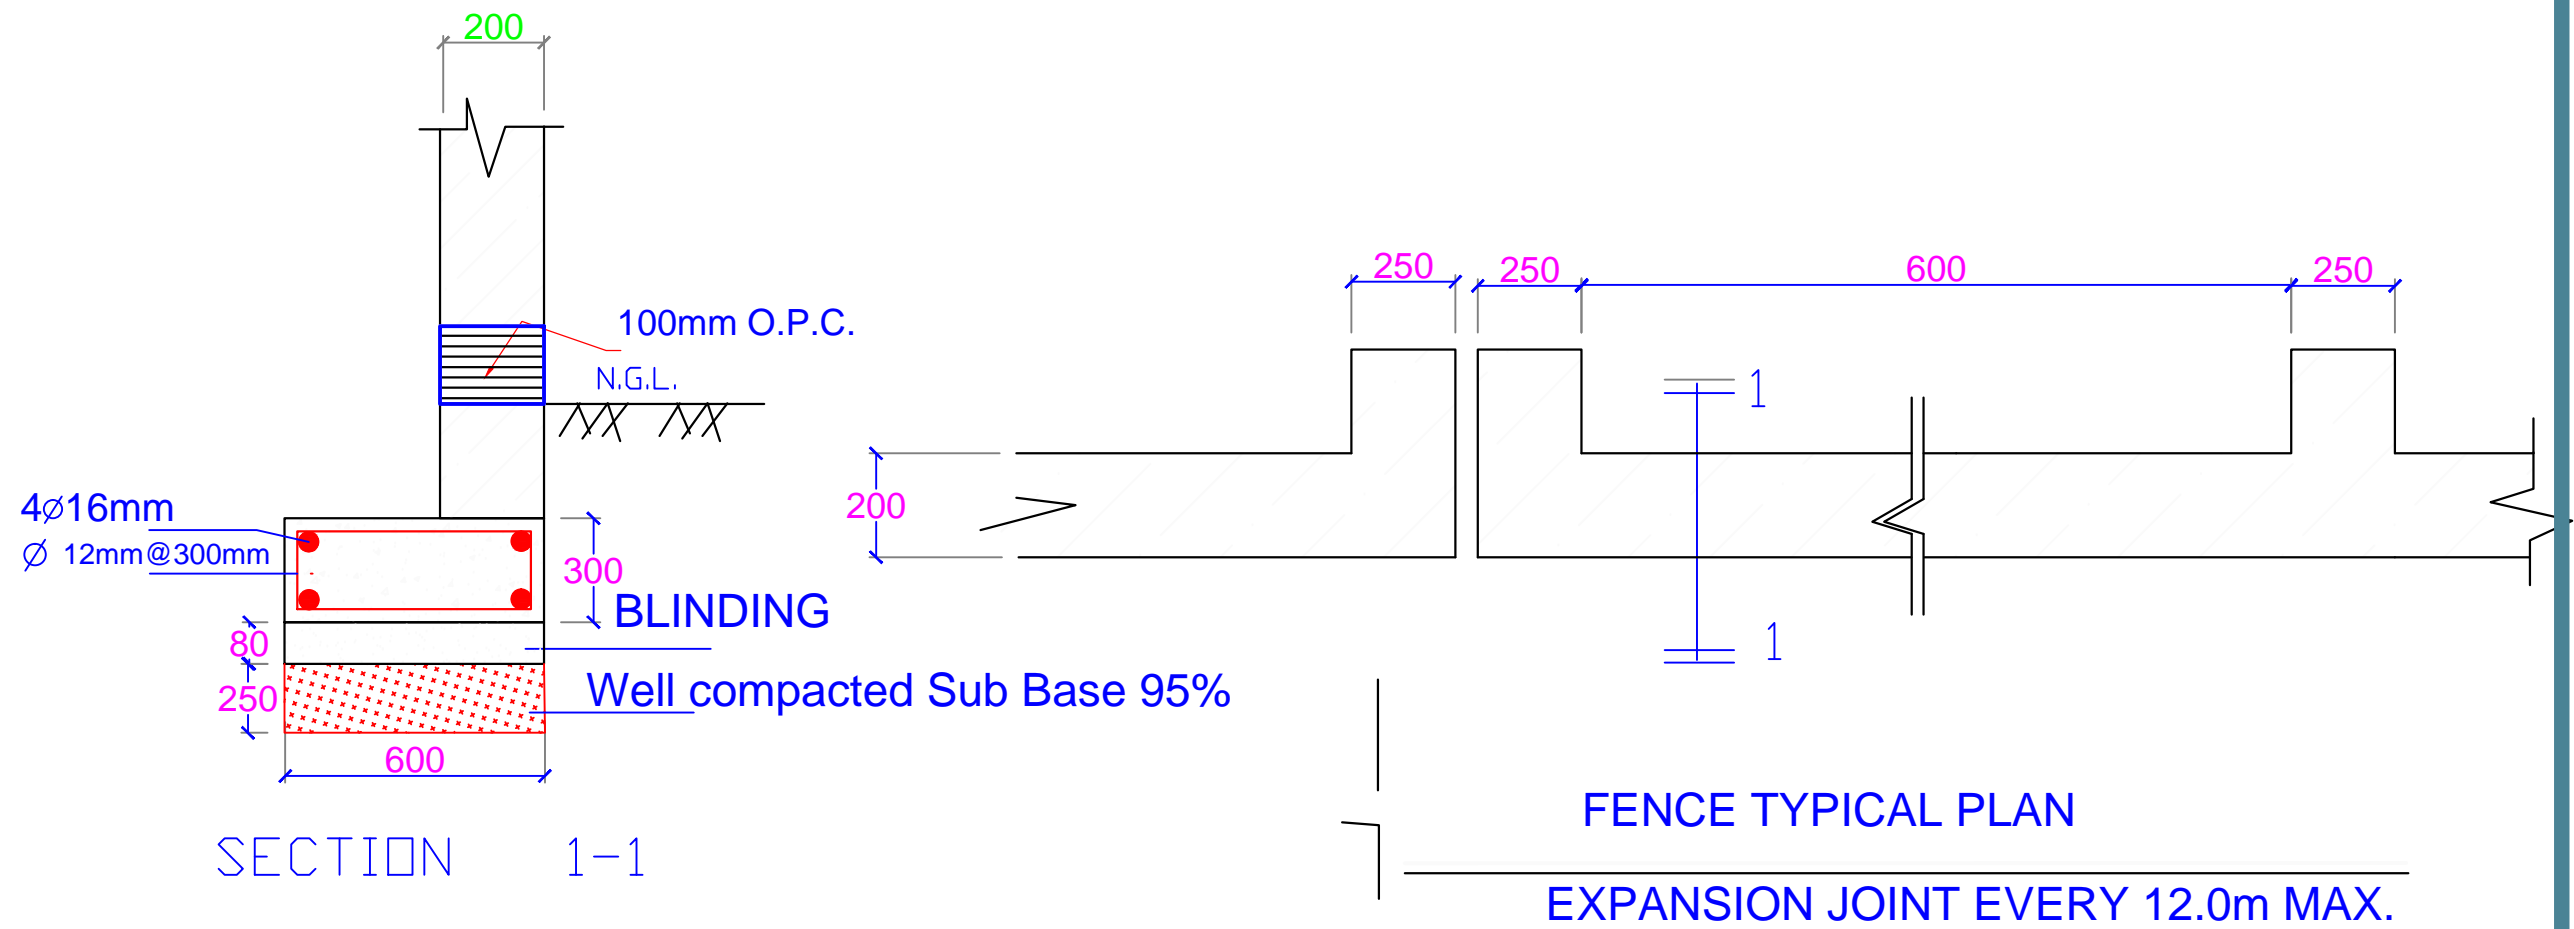 200
100mm O.P.C.
N.G.L.
4∅16mm
∅ 12mm@300mm
300
BLINDING
80
Well compacted Sub Base 95%
250
600
SECTION 1-1
250
250
600
250
1
200
1
FENCE TYPICAL PLAN
EXPANSION JOINT EVERY 12.0m MAX.